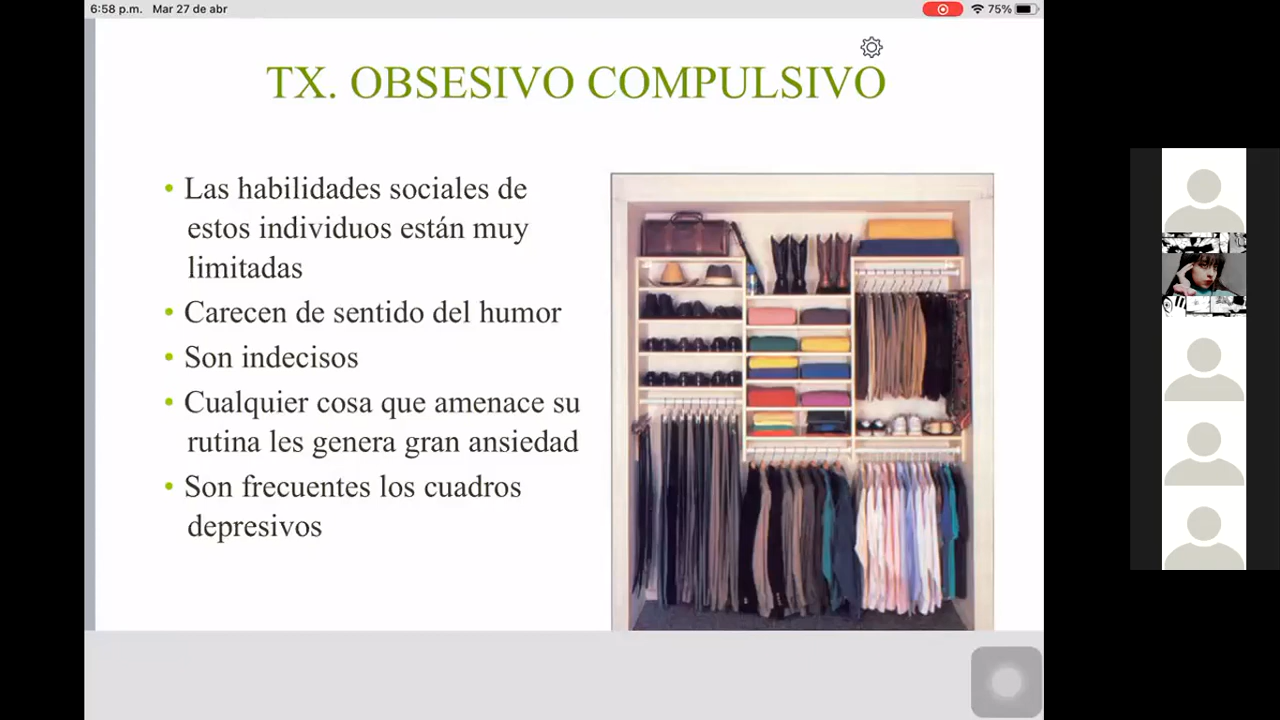 6:58 p.m. Mar 27 de abr 75%
TX. OBSESIVO COMPULSIVO
• Las habilidades sociales de
estos individuos están muy
limitadas
• Carecen de sentido del humor
• Son indecisos
• Cualquier cosa que amenace su
rutina les genera gran ansiedad
• Son frecuentes los cuadros
depresivos